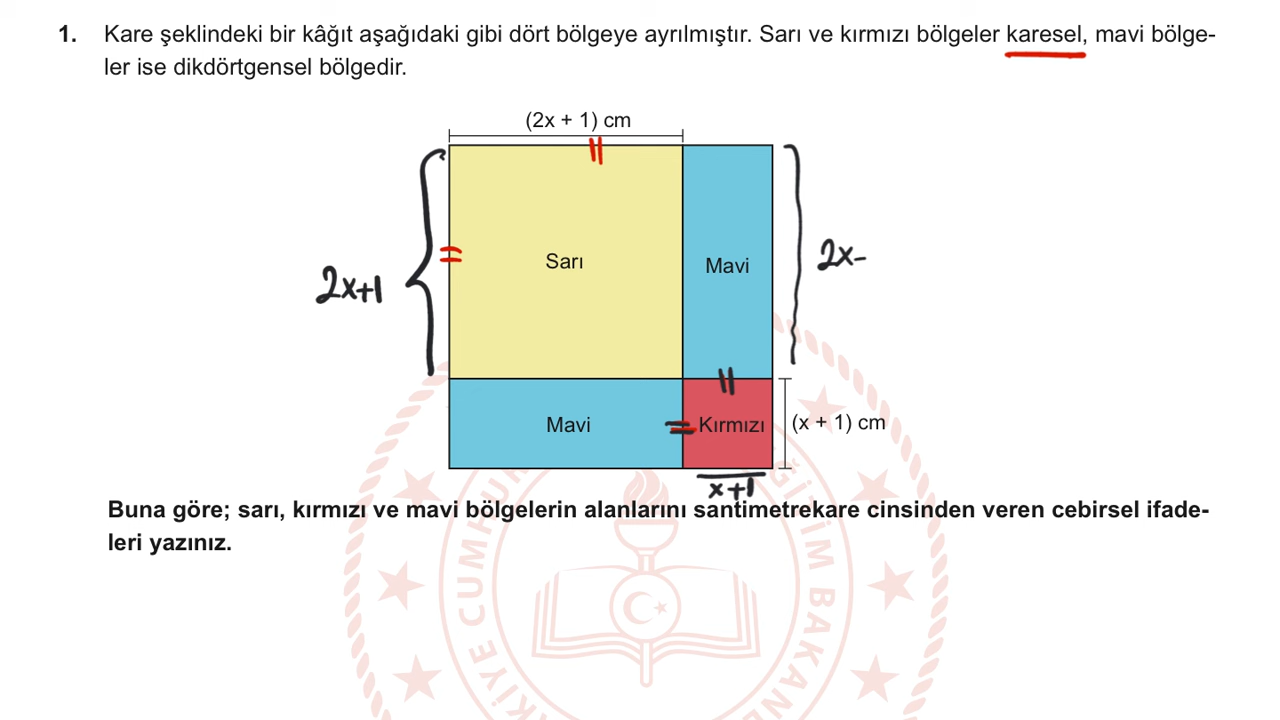 1. Kare şeklindeki bir kâğıt aşağıdaki gibi dört bölgeye ayrılmıştır. Sarı ve kırmızı bölgeler karesel, mavi bölge-
ler ise dikdörtgensel bölgedir.
(2x + 1) cm
Sarı
Mavi
2x-
2x+1
Mavi
Kırmızı
(x + 1) cm
x+1
Buna göre; sarı, kırmızı ve mavi bölgelerin alanlarını santimetrekare cinsinden veren cebirsel ifade-
leri yazınız.